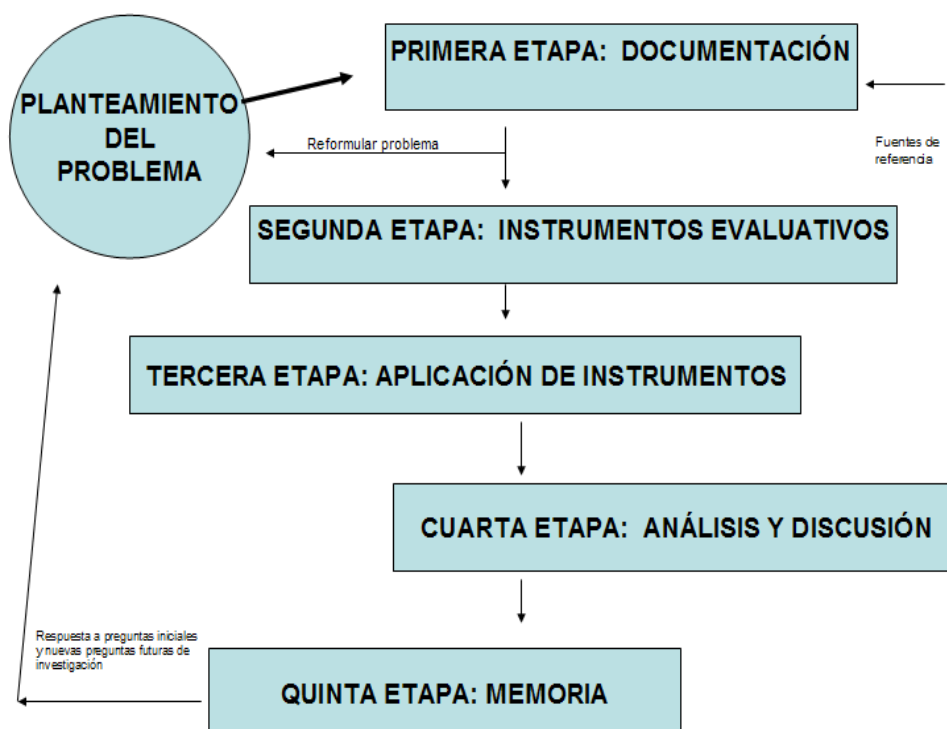 PRIMERA ETAPA: DOCUMENTACIÓN
PLANTEAMIENTO
DEL
PROBLEMA
Reformular problema
Fuentes de
referencia
SEGUNDA ETAPA: INSTRUMENTOS EVALUATIVOS
TERCERA ETAPA: APLICACIÓN DE INSTRUMENTOS
CUARTA ETAPA: ANÁLISIS Y DISCUSIÓN
Respuesta a preguntas iniciales
y nuevas preguntas futuras de
investigación
QUINTA ETAPA: MEMORIA